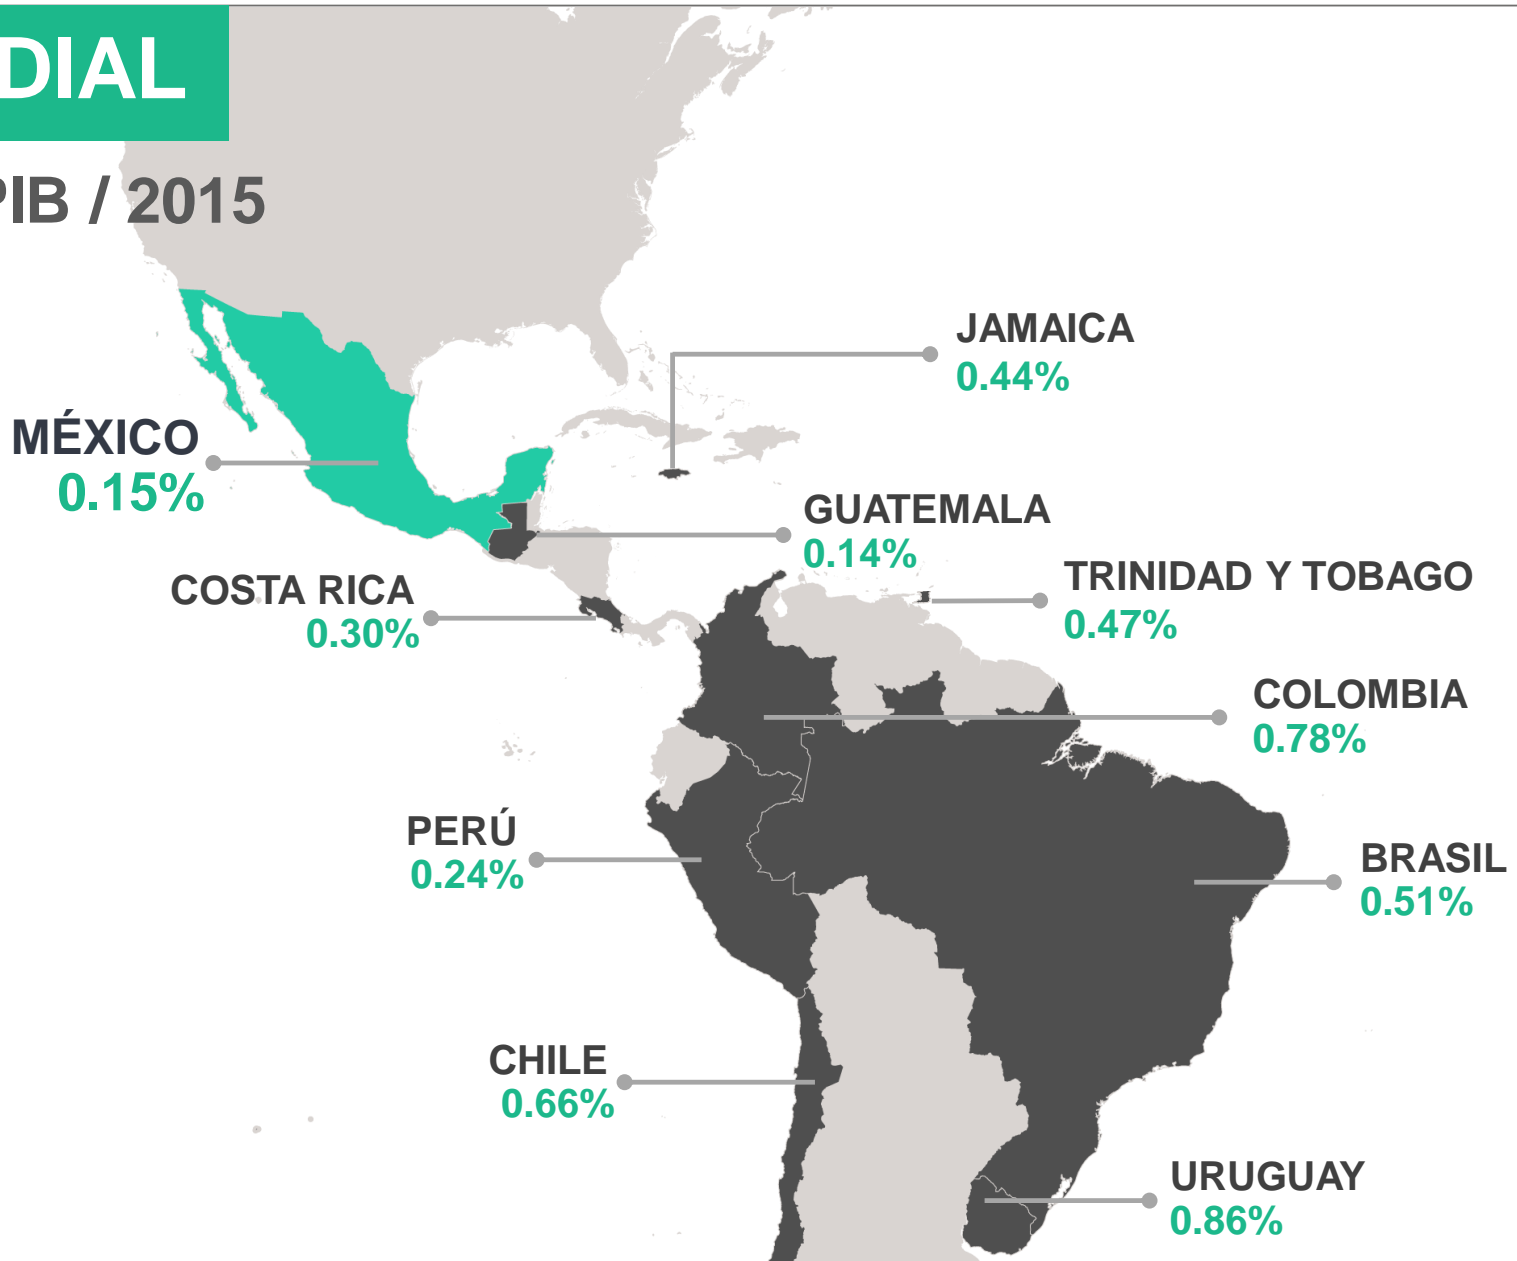 DIAL
PIB / 2015
JAMAICA
0.44%
MÉXICO
0.15%
GUATEMALA
0.14%
COSTA RICA
0.30%
TRINIDAD Y TOBAGO
0.47%
COLOMBIA
0.78%
PERÚ
0.24%
BRASIL
0.51%
CHILE
0.66%
URUGUAY
0.86%